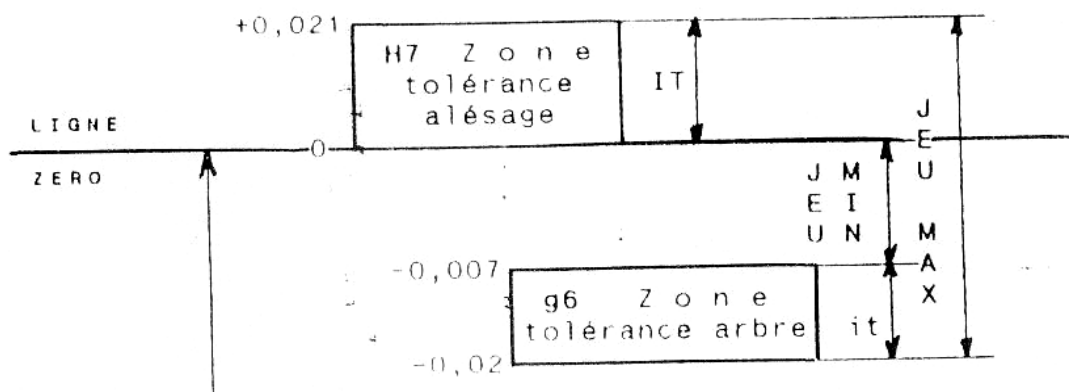 +0,021
H7 Zone
tolérance
alésage
IT
LIGNE
0
ZERO
JEU
MIN
JEU MAX
-0,007
g6 Zone
tolérance arbre
it
-0,02